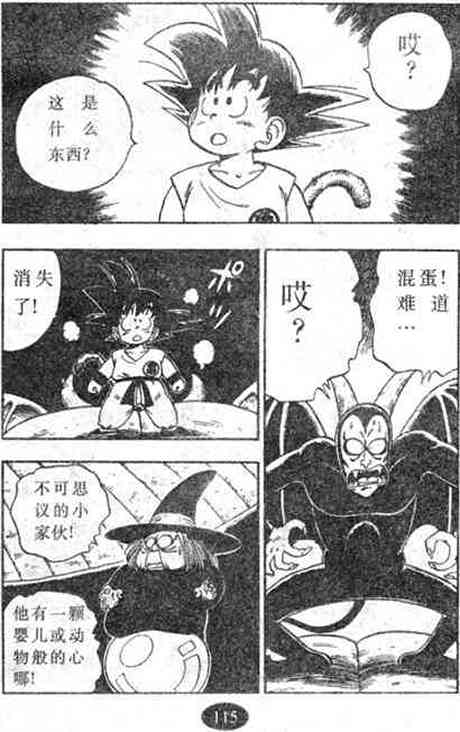 哎
？
这是
什么
东西？
混蛋！
难道
…
哎
？
消失
了！
ポ
ッ
不可思
议的小
家伙！
他有一颗
婴儿或动
物般的心
哪！
115